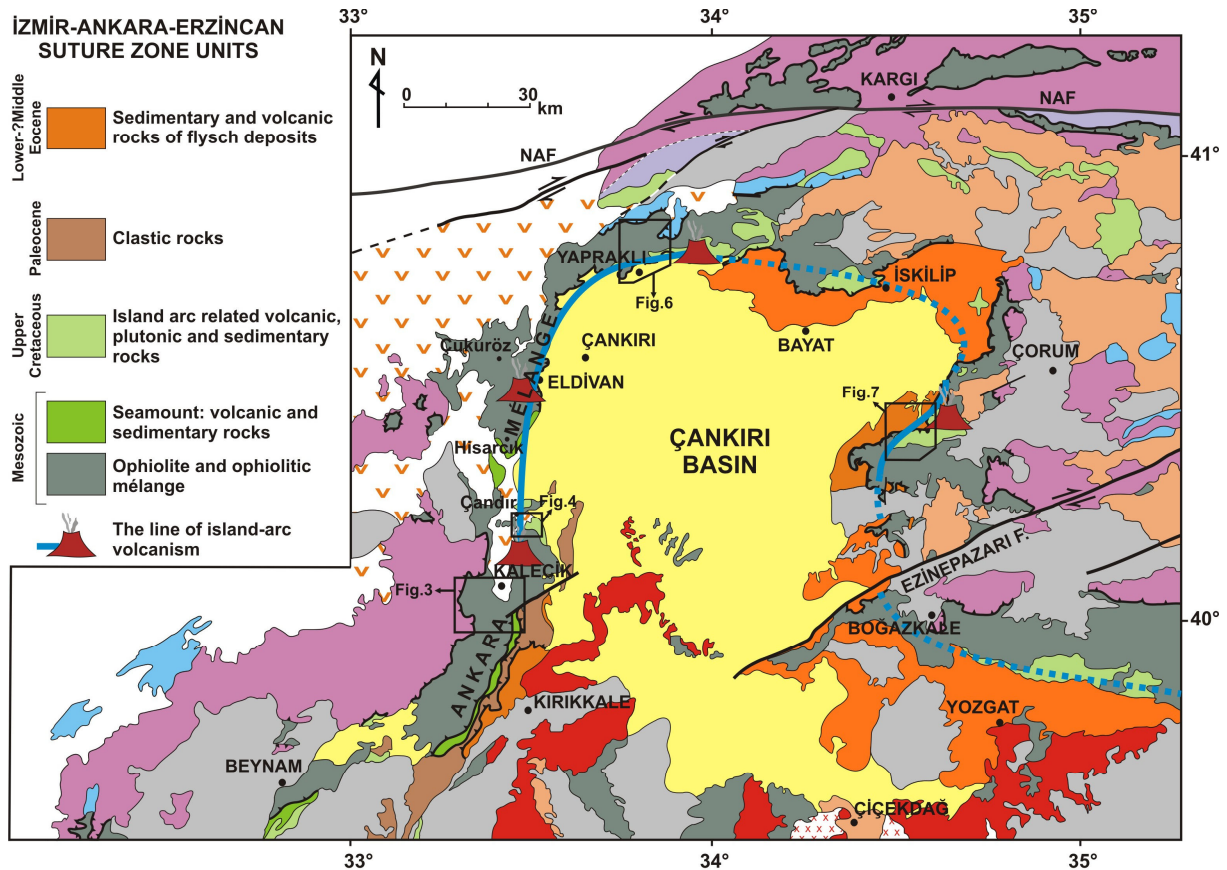 İZMİR-ANKARA-ERZİNCAN
SUTURE ZONE UNITS
Lower-?Middle
Eocene
Sedimentary and volcanic
rocks of flysch deposits
Paleocene
Clastic rocks
Upper
Cretaceous
Island arc related volcanic,
plutonic and sedimentary
rocks
Mesozoic
Seamount: volcanic and
sedimentary rocks
Ophiolite and ophiolitic
mélange
The line of island-arc
volcanism
33°
34°
35°
N
0
30
km
KARGI
NAF
NAF
41°
YAPRAKLI
Fig.6
İSKİLİP
Çukuröz
ÇANKIRI
BAYAT
ÇORUM
ELDİVAN
Fig.7
MÉLANGE
Hisarcık
ÇANKIRI
BASIN
Çandır
Fig.4
KALECİK
Fig.3
EZİNEPAZARI F.
BOĞAZKALE
40°
ANKARA
KIRIKKALE
YOZGAT
BEYNAM
ÇİÇEKDAĞ
33°
34°
35°